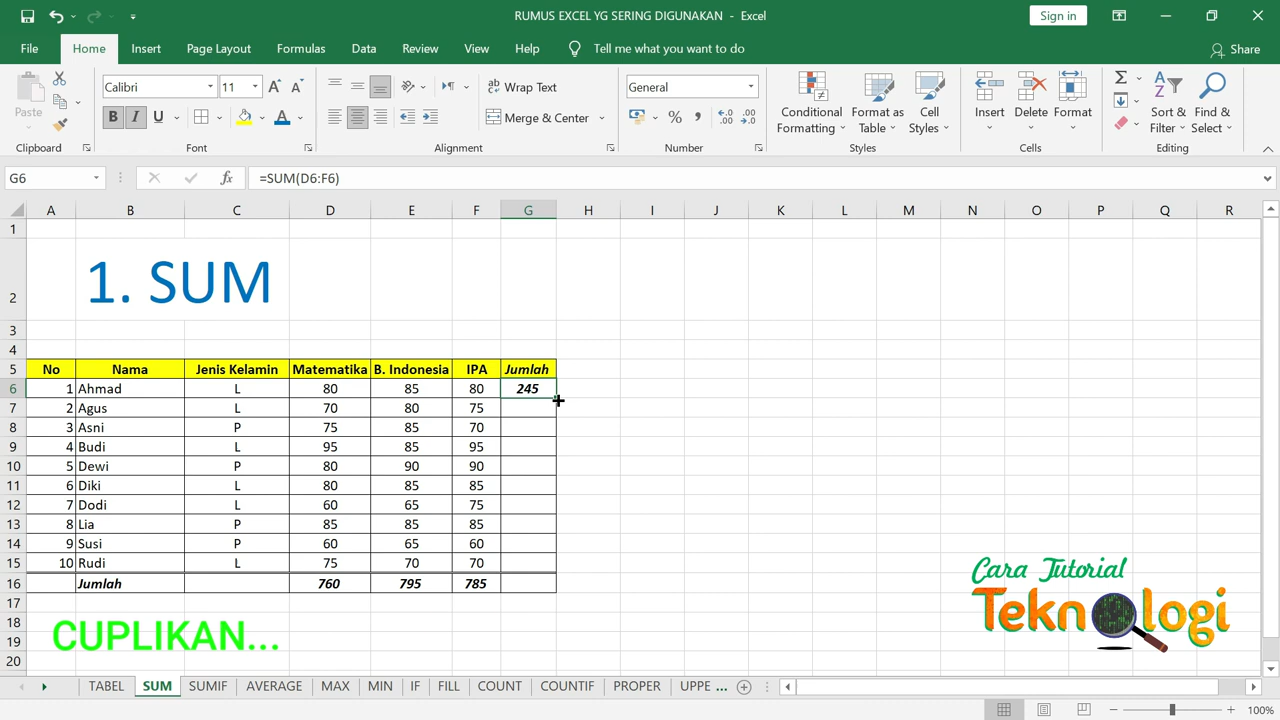 RUMUS EXCEL YG SERING DIGUNAKAN - Excel
Sign in
File Home Insert Page Layout Formulas Data Review View Help Tell me what you want to do Share
Paste
Calibri 11
B I U
Wrap Text
Merge & Center
General
Conditional Formatting
Format as Table
Cell Styles
Insert Delete Format
Sort & Filter
Find & Select
Clipboard Font Alignment Number Styles Cells Editing
G6 fx =SUM(D6:F6)
A B C D E F G H I J K L M N O P Q R
1
2 1. SUM
3
4
5 No Nama Jenis Kelamin Matematika B. Indonesia IPA Jumlah
6 1 Ahmad L 80 85 80 245
7 2 Agus L 70 80 75
8 3 Asni P 75 85 70
9 4 Budi L 95 85 95
10 5 Dewi P 80 90 90
11 6 Diki L 80 85 85
12 7 Dodi L 60 65 75
13 8 Lia P 85 85 85
14 9 Susi P 60 65 60
15 10 Rudi L 75 70 70
16 Jumlah 760 795 785
17
18
19
20
CUPLIKAN...
Cara Tutorial
Teknologi
TABEL SUM SUMIF AVERAGE MAX MIN IF FILL COUNT COUNTIF PROPER UPPE ...
100%